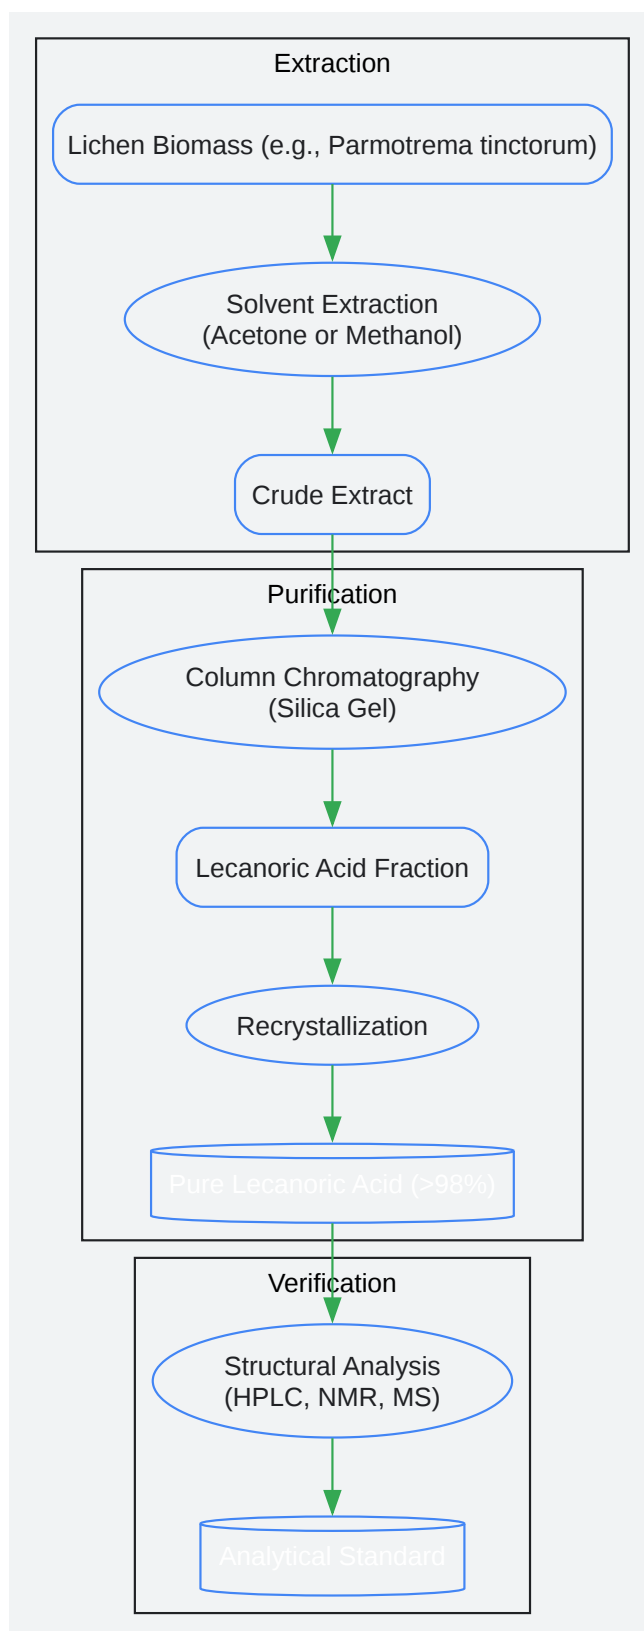 Extraction
Lichen Biomass (e.g., Parmotrema tinctorum)
Solvent Extraction
(Acetone or Methanol)
Crude Extract
Purification
Column Chromatography
(Silica Gel)
Lecanoric Acid Fraction
Recrystallization
Pure Lecanoric Acid (>98%)
Verification
Structural Analysis
(HPLC, NMR, MS)
Analytical Standard